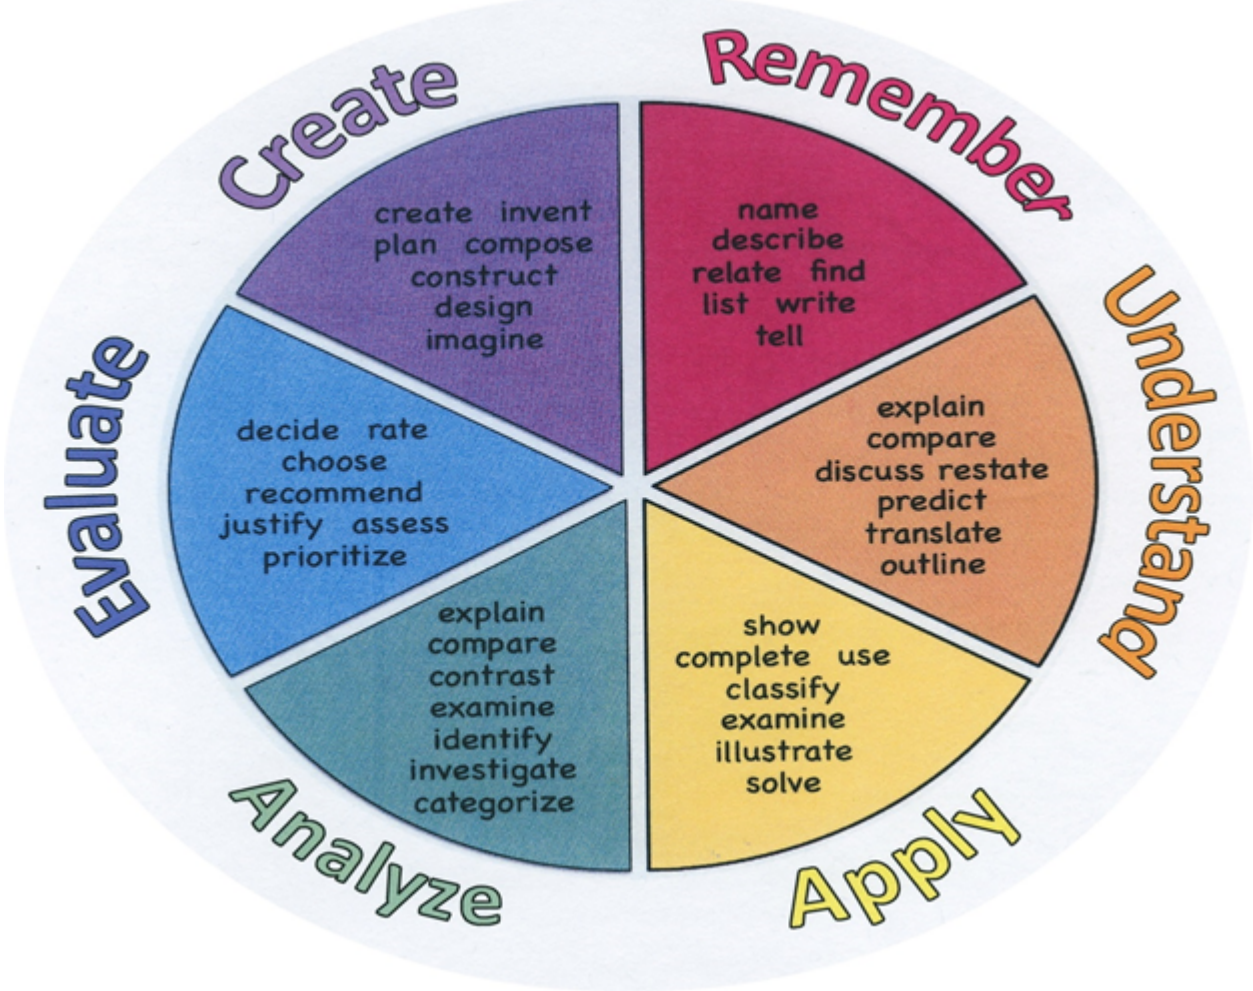 Remember
name
describe
relate find
list write
tell
Understand
explain
compare
discuss restate
predict
translate
outline
Apply
show
complete use
classify
examine
illustrate
solve
Analyze
explain
compare
contrast
examine
identify
investigate
categorize
Evaluate
decide rate
choose
recommend
justify assess
prioritize
Create
create invent
plan compose
construct
design
imagine